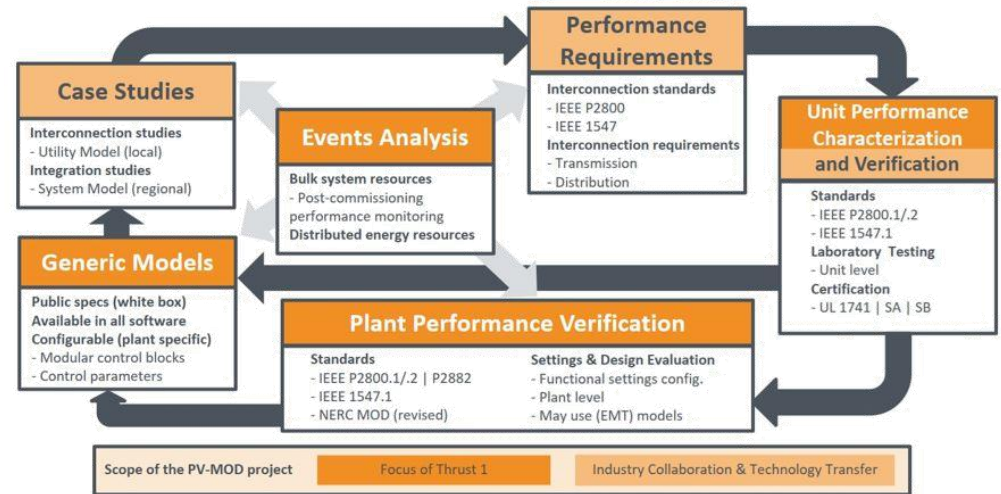 Case Studies
Interconnection studies
- Utility Model (local)
Integration studies
- System Model (regional)
Events Analysis
Bulk system resources
- Post-commissioning
performance monitoring
Distributed energy resources
Performance
Requirements
Interconnection standards
- IEEE P2800
- IEEE 1547
Interconnection requirements
- Transmission
- Distribution
Unit Performance
Characterization
and Verification
Standards
- IEEE P2800.1/.2
- IEEE 1547.1
Laboratory Testing
- Unit level
Certification
- UL 1741 | SA | SB
Generic Models
Public specs (white box)
Available in all software
Configurable (plant specific)
- Modular control blocks
- Control parameters
Plant Performance Verification
Standards
- IEEE P2800.1/.2 | P2882
- IEEE 1547.1
- NERC MOD (revised)
Settings & Design Evaluation
- Functional settings config.
- Plant level
- May use (EMT) models
Scope of the PV-MOD project
Focus of Thrust 1
Industry Collaboration & Technology Transfer